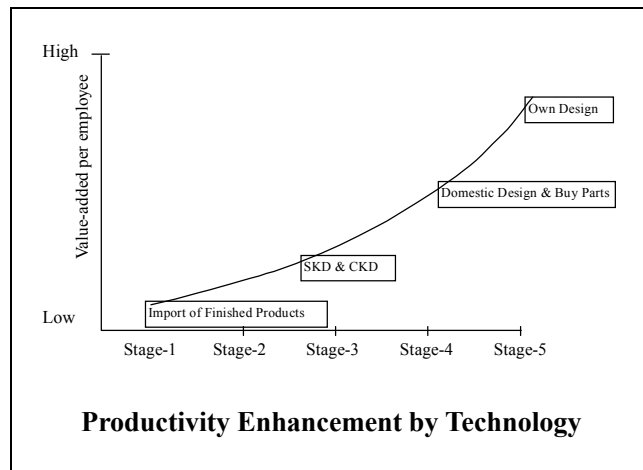 High
Value-added per employee
Own Design
Domestic Design & Buy Parts
SKD & CKD
Import of Finished Products
Low
Stage-1 Stage-2 Stage-3 Stage-4 Stage-5
Productivity Enhancement by Technology